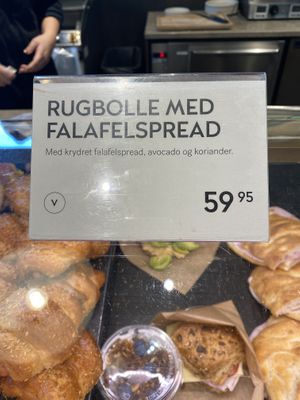 RUGBOLLE MED
FALAFELSPREAD
Med krydret falafelspread, avocado og koriander.
V
59 95